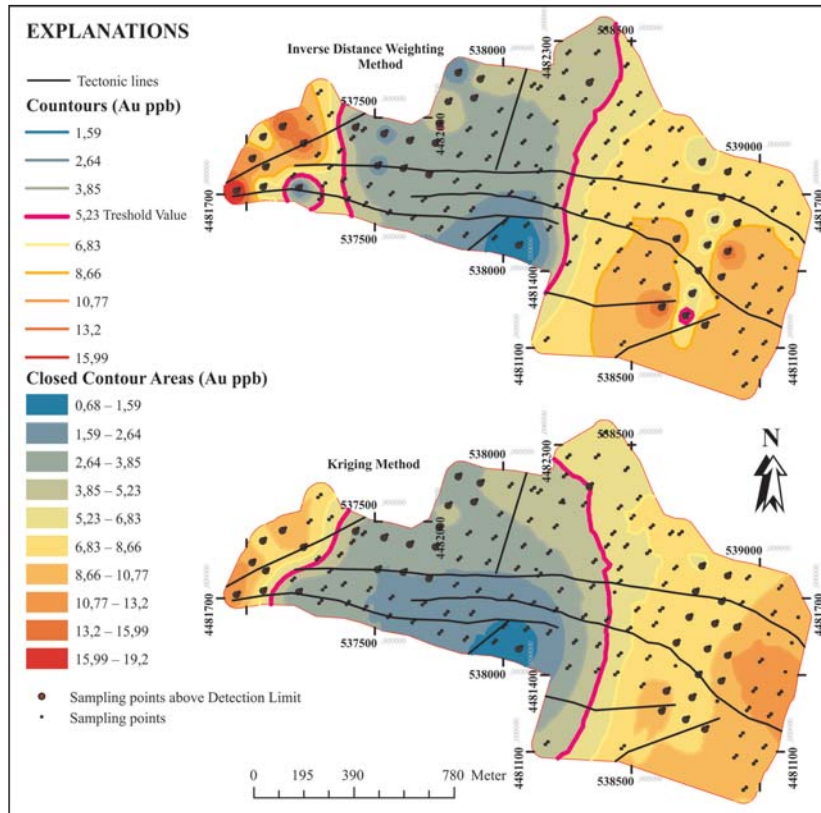 EXPLANATIONS
Tectonic lines
Countours (Au ppb)
1,59
2,64
3,85
5,23 Treshold Value
6,83
8,66
10,77
13,2
15,99
Closed Contour Areas (Au ppb)
0,68 – 1,59
1,59 – 2,64
2,64 – 3,85
3,85 – 5,23
5,23 – 6,83
6,83 – 8,66
8,66 – 10,77
10,77 – 13,2
13,2 – 15,99
15,99 – 19,2
Sampling points above Detection Limit
Sampling points
0 195 390 780 Meter
Inverse Distance Weighting
Method
538000
4482300
538500
537500
4482000
539000
4481700
537500
538000
4481400
4481700
4481100
538500
4481100
Kriging Method
538000
4482300
538500
N
537500
4482000
539000
4481700
537500
538000
4481400
4481700
4481100
538500
4481100